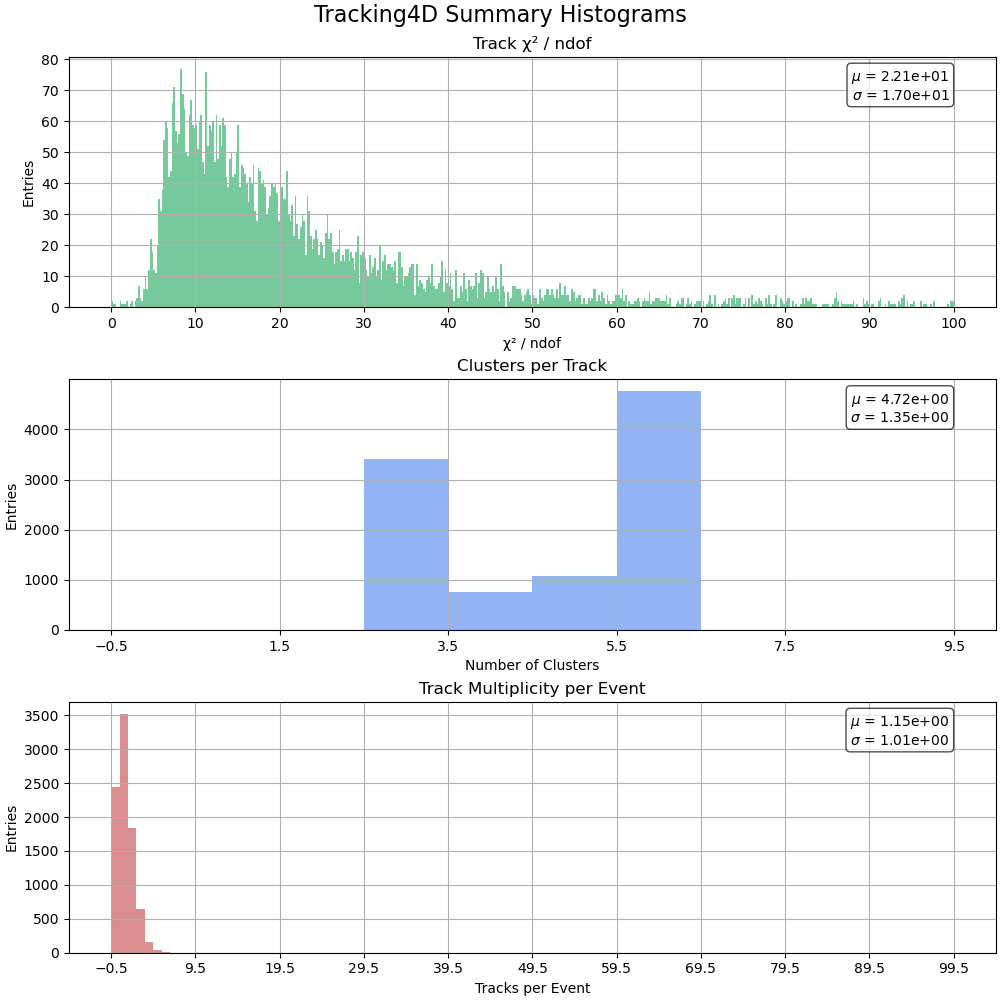 Tracking4D Summary Histograms
Track χ² / ndof
μ = 2.21e+01
σ = 1.70e+01
Entries
80
70
60
50
40
30
20
10
0
0 10 20 30 40 50 60 70 80 90 100
χ² / ndof
Clusters per Track
μ = 4.72e+00
σ = 1.35e+00
Entries
4000
3000
2000
1000
0
−0.5 1.5 3.5 5.5 7.5 9.5
Number of Clusters
Track Multiplicity per Event
μ = 1.15e+00
σ = 1.01e+00
Entries
3500
3000
2500
2000
1500
1000
500
0
−0.5 9.5 19.5 29.5 39.5 49.5 59.5 69.5 79.5 89.5 99.5
Tracks per Event